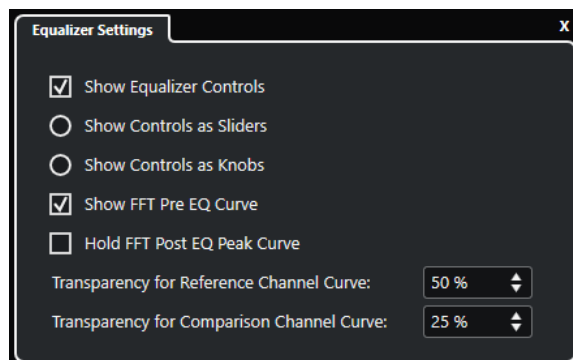 Equalizer Settings
X
Show Equalizer Controls
Show Controls as Sliders
Show Controls as Knobs
Show FFT Pre EQ Curve
Hold FFT Post EQ Peak Curve
Transparency for Reference Channel Curve: 50 %
Transparency for Comparison Channel Curve: 25 %